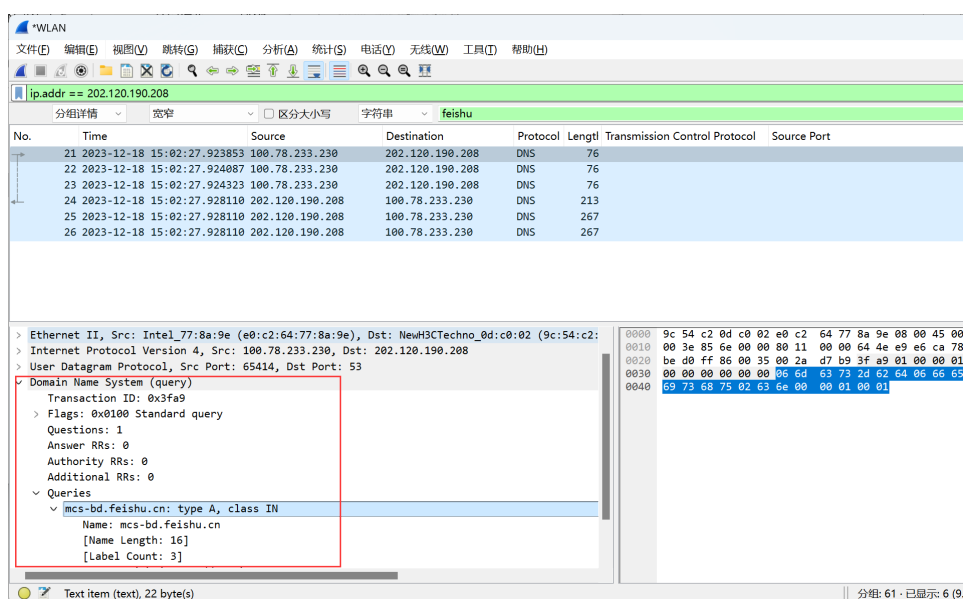 *WLAN
文件(F) 编辑(E) 视图(V) 跳转(G) 捕获(C) 分析(A) 统计(S) 电话(Y) 无线(W) 工具(T) 帮助(H)
ip.addr == 202.120.190.208
分组详情 宽窄 区分大小写 字符串 feishu
No. Time Source Destination Protocol Lengtl Transmission Control Protocol Source Port
21 2023-12-18 15:02:27.923853 100.78.233.230 202.120.190.208 DNS 76
22 2023-12-18 15:02:27.924087 100.78.233.230 202.120.190.208 DNS 76
23 2023-12-18 15:02:27.924323 100.78.233.230 202.120.190.208 DNS 76
24 2023-12-18 15:02:27.928110 202.120.190.208 100.78.233.230 DNS 213
25 2023-12-18 15:02:27.928110 202.120.190.208 100.78.233.230 DNS 267
26 2023-12-18 15:02:27.928110 202.120.190.208 100.78.233.230 DNS 267
> Ethernet II, Src: Intel_77:8a:9e (e0:c2:64:77:8a:9e), Dst: NewH3CTechno_0d:c0:02 (9c:54:c2:
> Internet Protocol Version 4, Src: 100.78.233.230, Dst: 202.120.190.208
> User Datagram Protocol, Src Port: 65414, Dst Port: 53
Domain Name System (query)
Transaction ID: 0x3fa9
> Flags: 0x0100 Standard query
Questions: 1
Answer RRs: 0
Authority RRs: 0
Additional RRs: 0
Queries
mcs-bd.feishu.cn: type A, class IN
Name: mcs-bd.feishu.cn
[Name Length: 16]
[Label Count: 3]
0000 9c 54 c2 0d c0 02 e0 c2 64 77 8a 9e 08 00 45 00
0010 00 3e 85 6e 00 00 80 11 00 00 64 4e e9 e6 ca 78
0020 be d0 ff 86 00 35 00 2a d7 b9 3f a9 01 00 00 01
0030 00 00 00 00 00 00 06 6d 63 73 2d 62 64 06 66 65
0040 69 73 68 75 02 63 6e 00 00 01 00 01
Text item (text), 22 byte(s)
分组: 61 · 已显示: 6 (9.